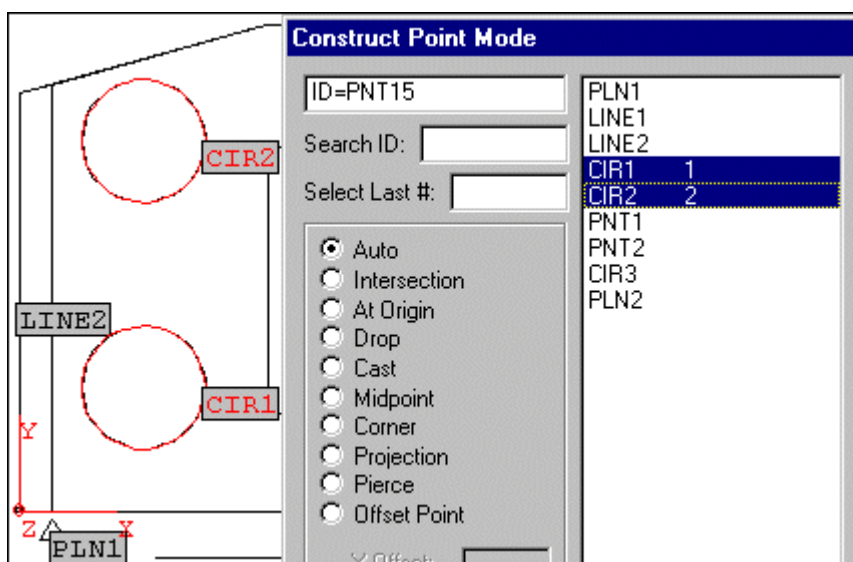 CIR2
LINE2
CIR1
Y
Z X
PLN1
Construct Point Mode
ID=PNT15
Search ID:
Select Last #:
Auto
Intersection
At Origin
Drop
Cast
Midpoint
Corner
Projection
Pierce
Offset Point
PLN1
LINE1
LINE2
CIR1 1
CIR2 2
PNT1
PNT2
CIR3
PLN2